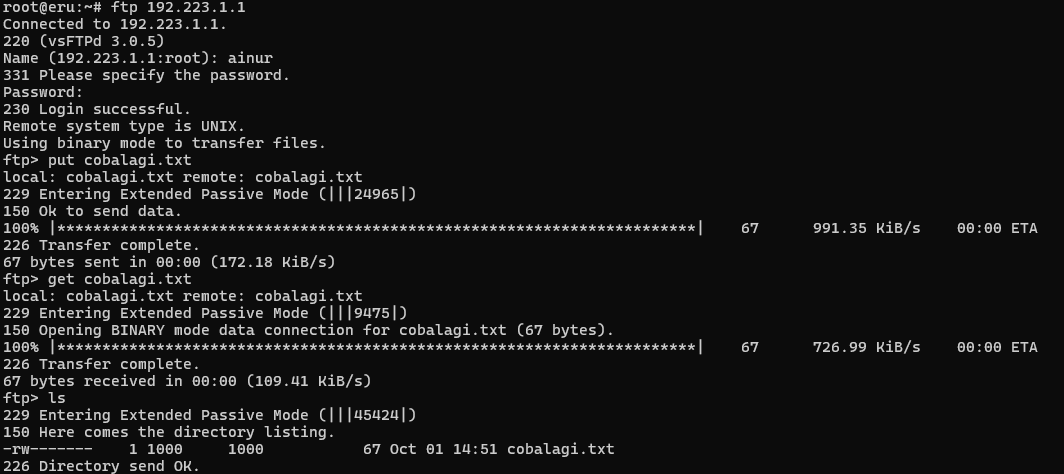 root@eru:~# ftp 192.223.1.1
Connected to 192.223.1.1.
220 (vsFTPd 3.0.5)
Name (192.223.1.1:root): ainur
331 Please specify the password.
Password:
230 Login successful.
Remote system type is UNIX.
Using binary mode to transfer files.
ftp> put cobalagi.txt
local: cobalagi.txt remote: cobalagi.txt
229 Entering Extended Passive Mode (|||24965|)
150 Ok to send data.
100% |***********************************************************************|    67      991.35 KiB/s    00:00 ETA
226 Transfer complete.
67 bytes sent in 00:00 (172.18 KiB/s)
ftp> get cobalagi.txt
local: cobalagi.txt remote: cobalagi.txt
229 Entering Extended Passive Mode (|||9475|)
150 Opening BINARY mode data connection for cobalagi.txt (67 bytes).
100% |***********************************************************************|    67      726.99 KiB/s    00:00 ETA
226 Transfer complete.
67 bytes received in 00:00 (109.41 KiB/s)
ftp> ls
229 Entering Extended Passive Mode (|||45424|)
150 Here comes the directory listing.
-rw-------    1 1000     1000           67 Oct 01 14:51 cobalagi.txt
226 Directory send OK.